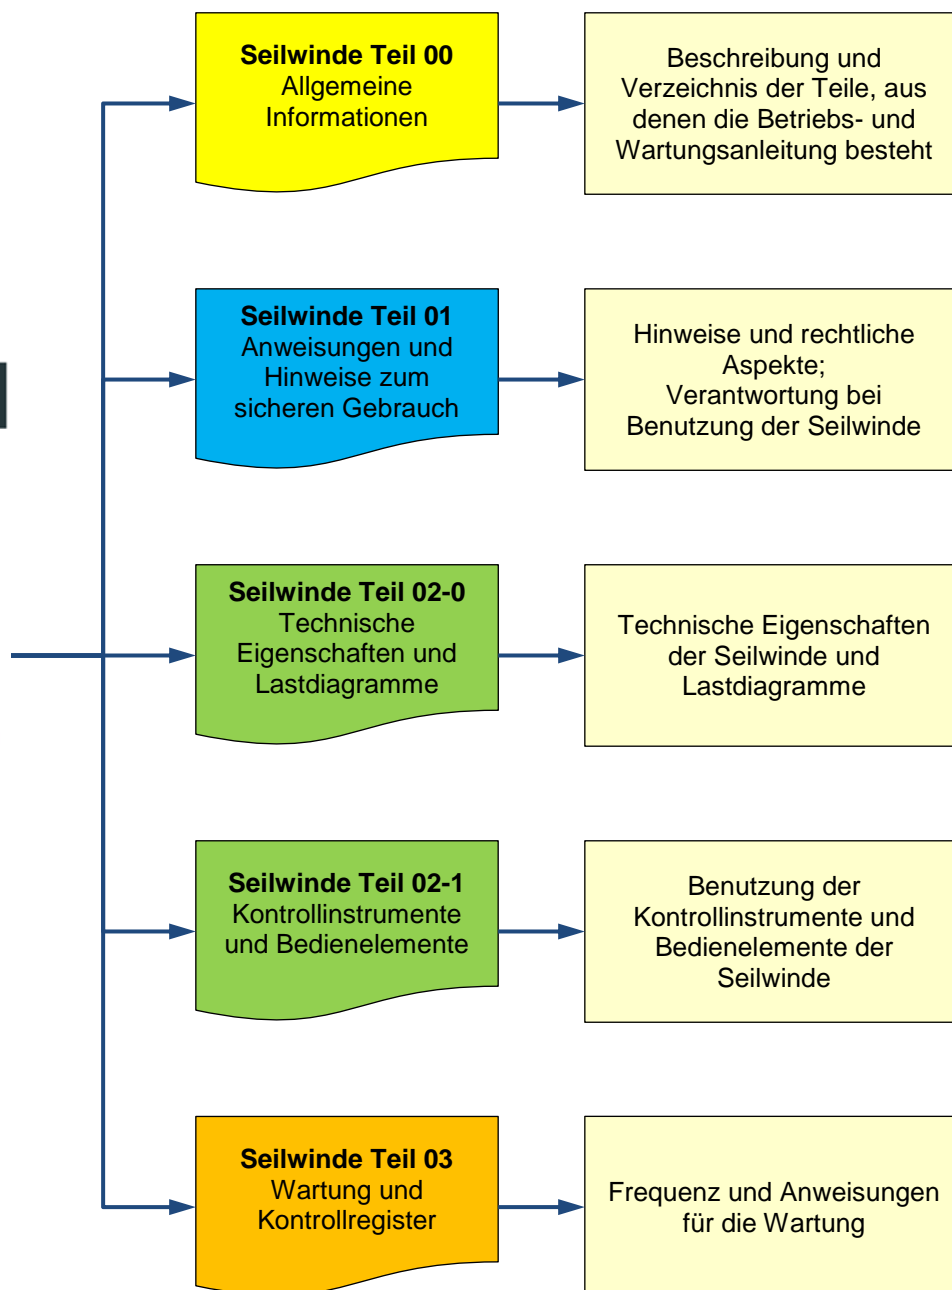 Seilwinde Teil 00
Allgemeine
Informationen
Beschreibung und
Verzeichnis der Teile, aus
denen die Betriebs- und
Wartungsanleitung besteht
Seilwinde Teil 01
Anweisungen und
Hinweise zum
sicheren Gebrauch
Hinweise und rechtliche
Aspekte;
Verantwortung bei
Benutzung der Seilwinde
Seilwinde Teil 02-0
Technische
Eigenschaften und
Lastdiagramme
Technische Eigenschaften
der Seilwinde und
Lastdiagramme
Seilwinde Teil 02-1
Kontrollinstrumente
und Bedienelemente
Benutzung der
Kontrollinstrumente und
Bedienelemente der
Seilwinde
Seilwinde Teil 03
Wartung und
Kontrollregister
Frequenz und Anweisungen
für die Wartung